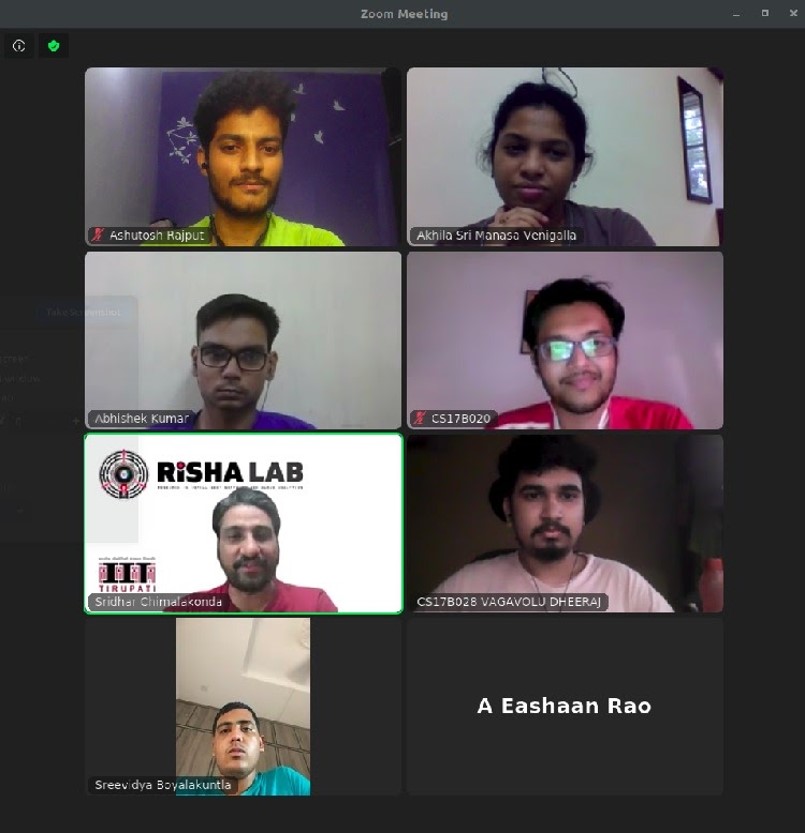 Zoom Meeting
Ashutosh Rajput
Akhila Sri Manasa Venigalla
Abhishek Kumar
CS17B020
RiSHA LAB
TIRUPATI
Sridhar Chimalakonda
CS17B028 VAGAVOLU DHEERAJ
Sreevidya Boyalakuntla
A Eashaan Rao